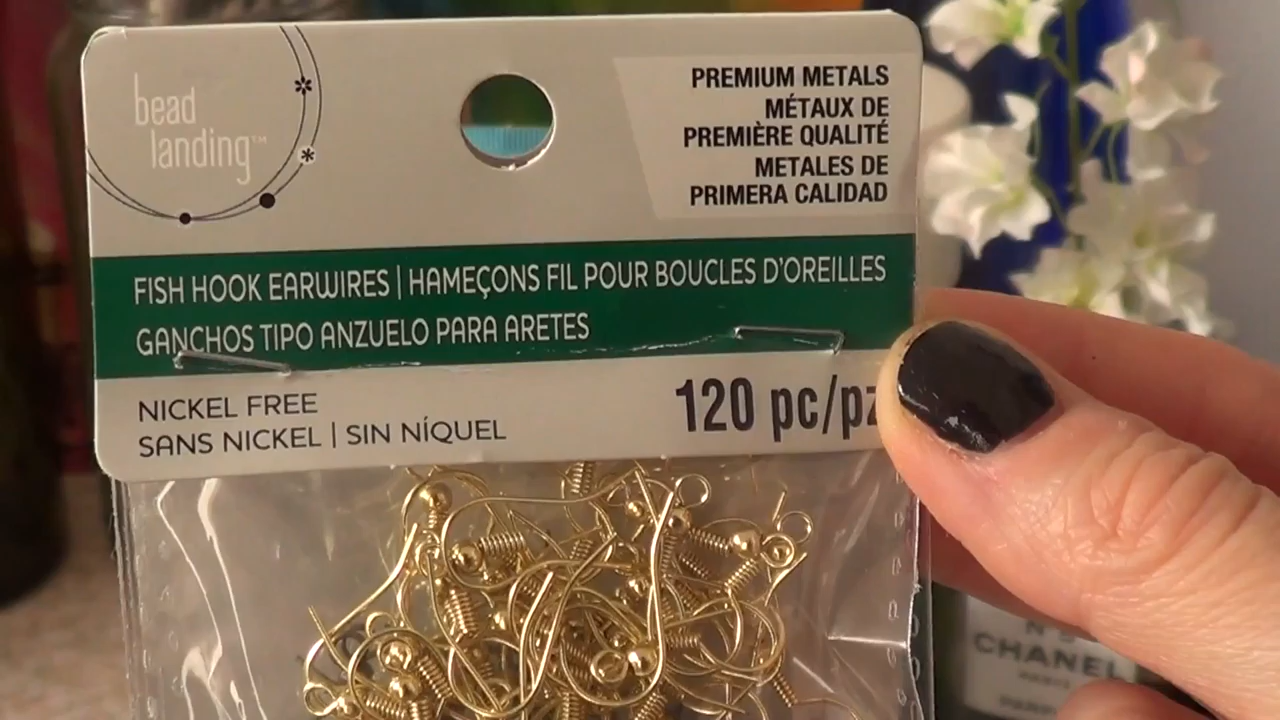 bead
landing™
PREMIUM METALS
MÉTAUX DE
PREMIÈRE QUALITÉ
METALES DE
PRIMERA CALIDAD
FISH HOOK EARWIRES | HAMEÇONS FIL POUR BOUCLES D'OREILLES
GANCHOS TIPO ANZUELO PARA ARETES
NICKEL FREE
SANS NICKEL | SIN NÍQUEL
120 pc/pz
CHANEL